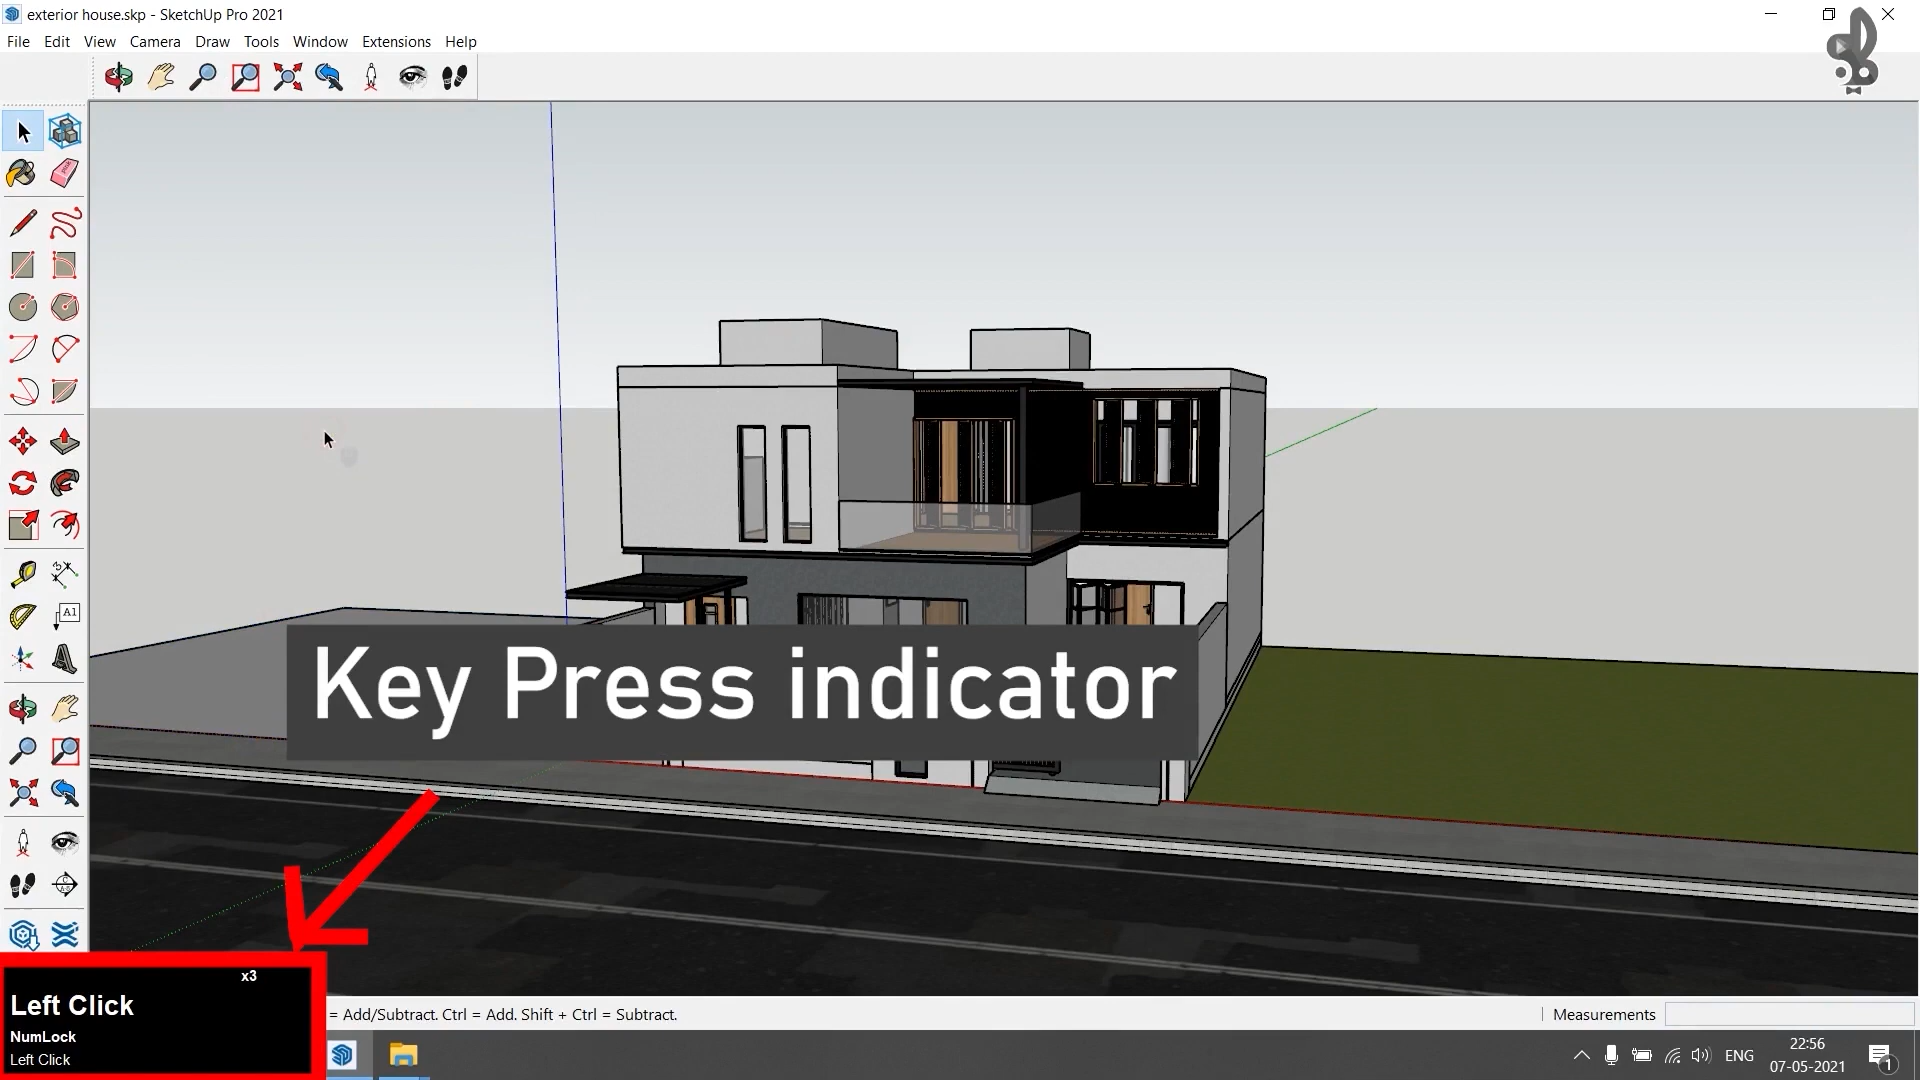 exterior house.skp - SketchUp Pro 2021
File Edit View Camera Draw Tools Window Extensions Help
A1
Key Press indicator
x3
Left Click
NumLock
Left Click
= Add/Subtract. Ctrl = Add. Shift + Ctrl = Subtract.
Measurements
ENG
22:56
07-05-2021
1